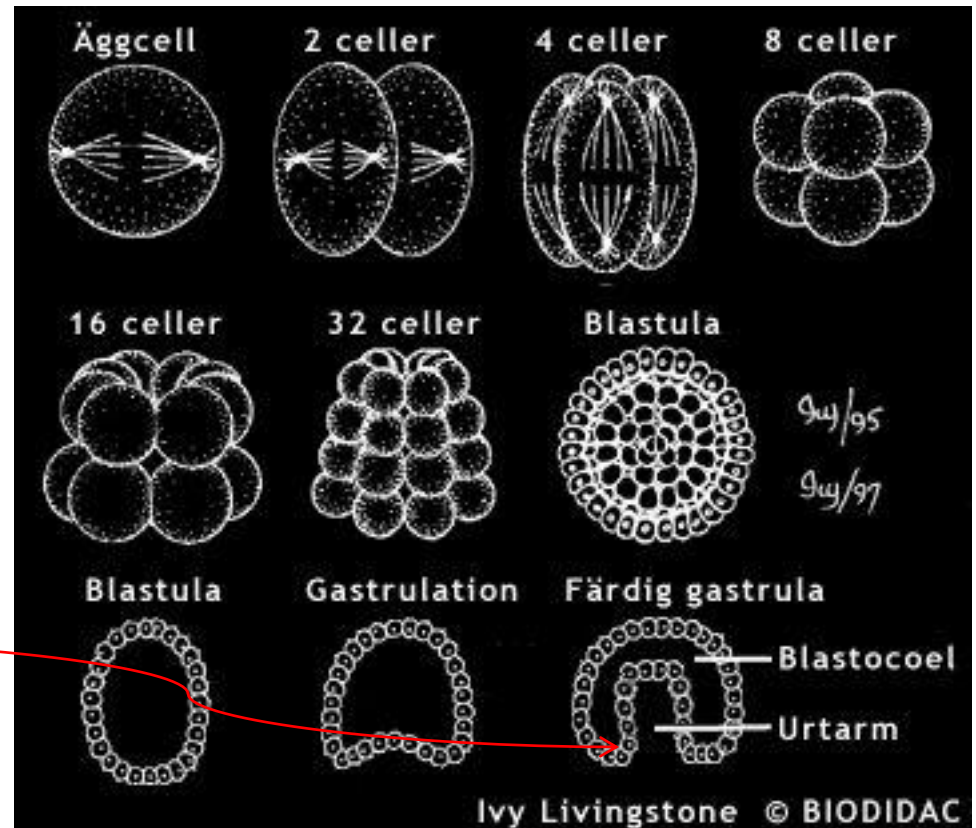 Äggcell 2 celler 4 celler 8 celler
16 celler 32 celler Blastula
Blastula Gastrulation Färdig gastrula
Blastocoel
Urtarm
Ivy Livingstone © BIODIDAC